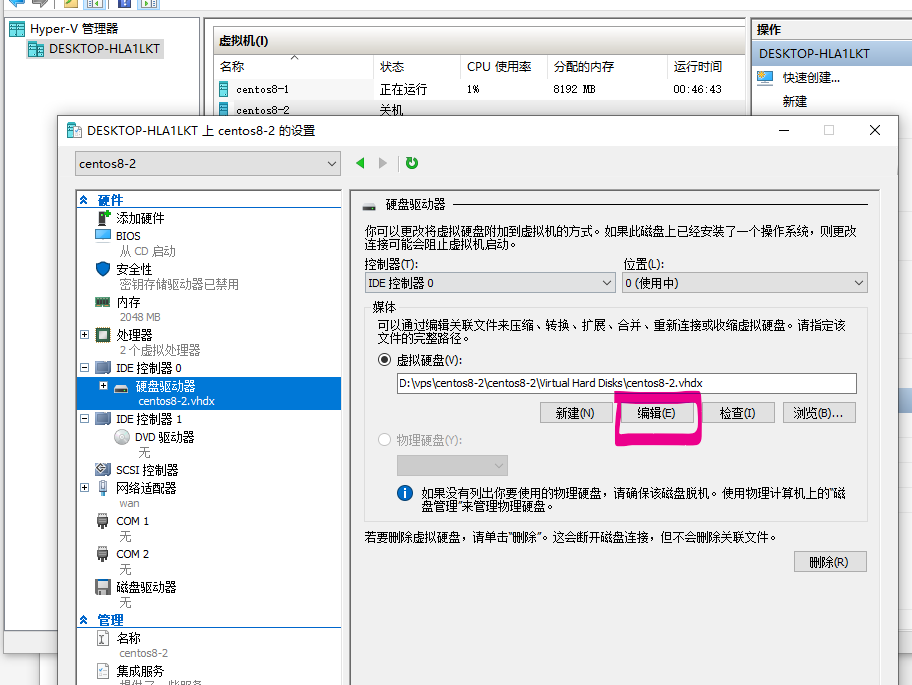 Hyper-V 管理器
DESKTOP-HLA1LKT
虚拟机(I)
名称 状态 CPU 使用率 分配的内存 运行时间
centos8-1 正在运行 1% 8192 MB 00:46:43
centos8-2 关机
操作
DESKTOP-HLA1LKT
快速创建...
新建
DESKTOP-HLA1LKT 上 centos8-2 的设置
centos8-2
硬件
添加硬件
BIOS
从 CD 启动
安全性
密钥存储驱动器已禁用
内存
2048 MB
处理器
2 个虚拟处理器
IDE 控制器 0
硬盘驱动器
centos8-2.vhdx
IDE 控制器 1
DVD 驱动器
无
SCSI 控制器
网络适配器
wan
COM 1
无
COM 2
无
磁盘驱动器
无
管理
名称
centos8-2
集成服务
硬盘驱动器
你可以更改将虚拟硬盘附加到虚拟机的方式。如果此磁盘上已经安装了一个操作系统，则更改
连接可能会阻止虚拟机启动。
控制器(T): 位置(L):
IDE 控制器 0 0 (使用中)
媒体
可以通过编辑关联文件来压缩、转换、扩展、合并、重新连接或收缩虚拟硬盘。请指定该
文件的完整路径。
虚拟硬盘(V):
D:\vps\centos8-2\centos8-2\Virtual Hard Disks\centos8-2.vhdx
新建(N) 编辑(E) 检查(I) 浏览(B)...
物理硬盘(Y):
如果没有列出你要使用的物理硬盘，请确保该磁盘脱机。使用物理计算机上的"磁
盘管理"来管理物理硬盘。
若要删除虚拟硬盘，请单击"删除"。这会断开磁盘连接，但不会删除关联文件。
删除(R)